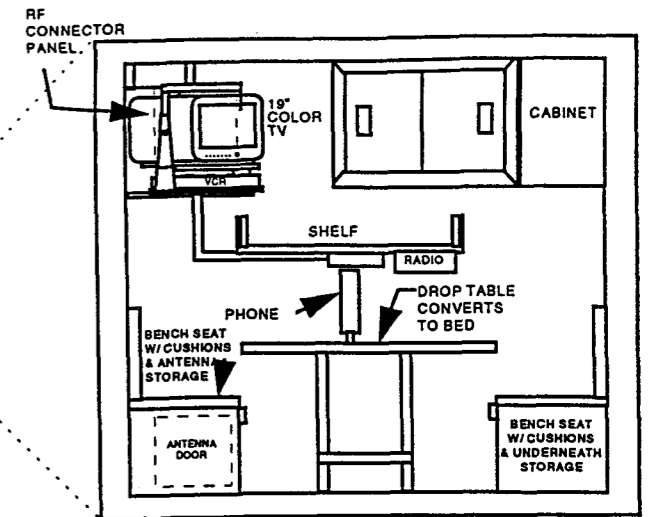 RF
CONNECTOR
PANEL
19"
COLOR
TV
CABINET
VCR
SHELF
RADIO
PHONE
DROP TABLE
CONVERTS
TO BED
BENCH SEAT
W/ CUSHIONS
& ANTENNA
STORAGE
ANTENNA
DOOR
BENCH SEAT
W/ CUSHIONS
& UNDERNEATH
STORAGE